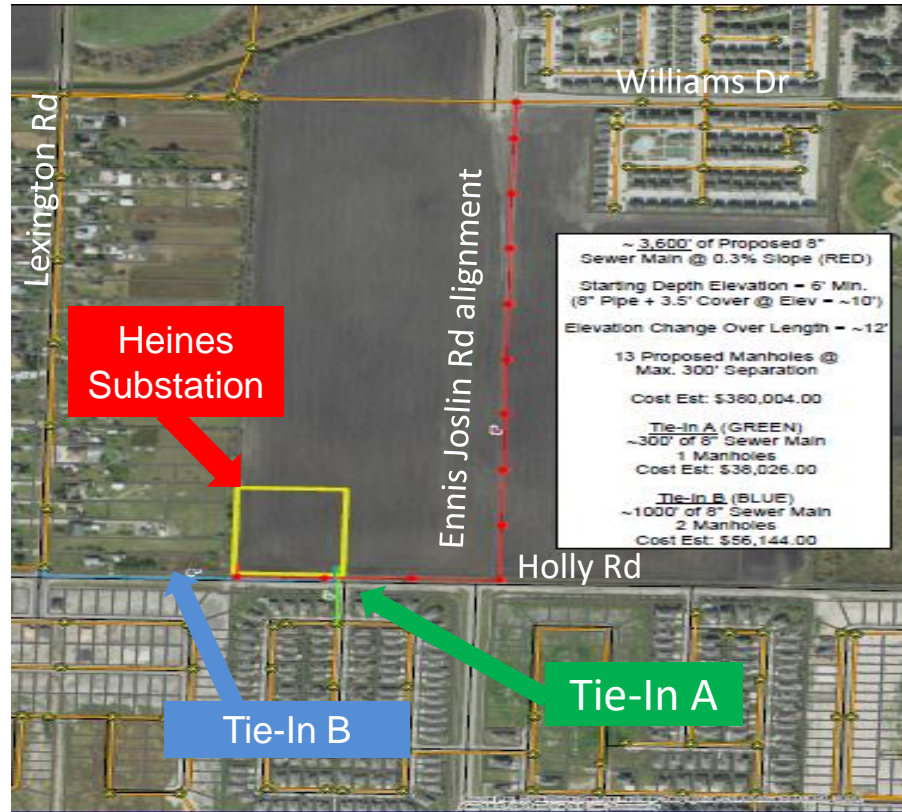 Williams Dr
Lexington Rd
Ennis Joslin Rd alignment
~ 3,600' of Proposed 8"
Sewer Main @ 0.3% Slope (RED)
Starting Depth Elevation = 6' Min.
(8" Pipe + 3.5' Cover @ Elev = ~10')
Elevation Change Over Length = ~12'
13 Proposed Manholes @
Max. 300' Separation
Cost Est: $380,004.00
Tie-In A (GREEN)
~300' of 8" Sewer Main
1 Manholes
Cost Est: $38,026.00
Tie-In B (BLUE)
~1000' of 8" Sewer Main
2 Manholes
Cost Est: $56,144.00
Heines
Substation
Holly Rd
Tie-In A
Tie-In B